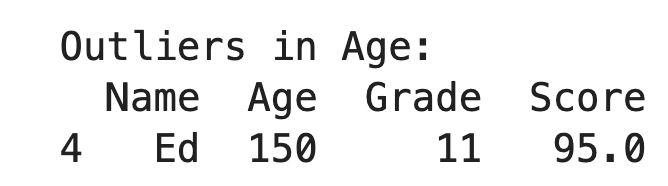 Outliers in Age:
Name Age Grade Score
4 Ed 150 11 95.0